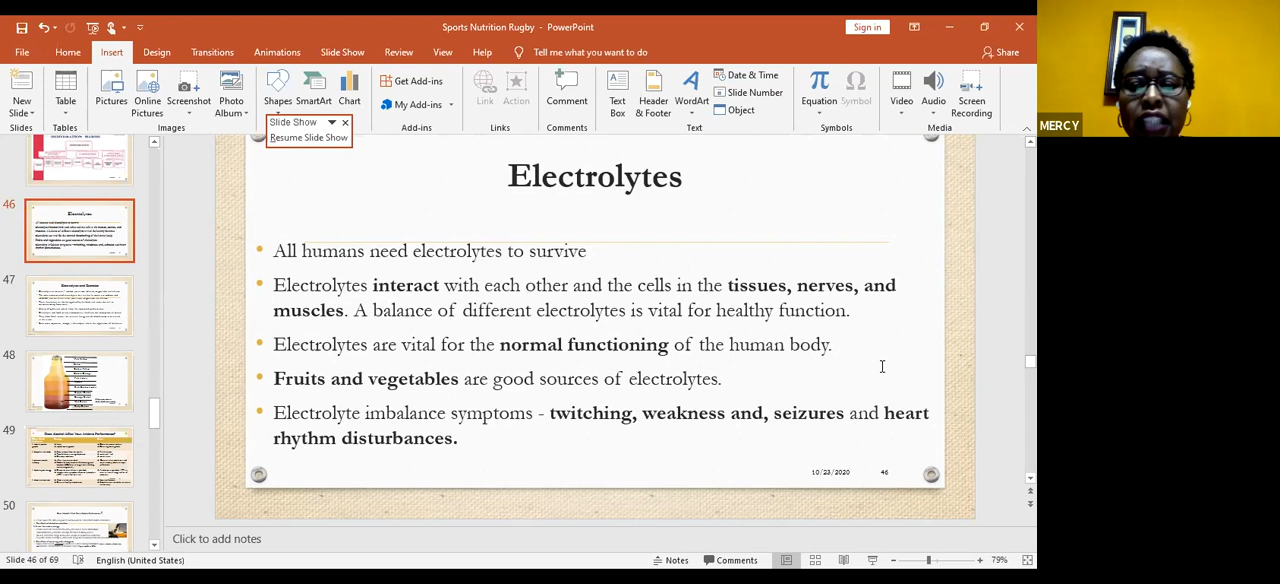 Sports Nutrition Rugby - PowerPoint
Sign in
File Home Insert Design Transitions Animations Slide Show Review View Help Tell me what you want to do Share
New Slide
Table
Pictures
Online Pictures
Screenshot
Photo Album
Shapes
SmartArt
Chart
Get Add-ins
My Add-ins
Link
Action
Comment
Text Box
Header & Footer
WordArt
Date & Time
Slide Number
Object
Equation
Symbol
Video
Audio
Screen Recording
Slides Tables Images Add-ins Links Comments Text Symbols Media
Slide Show
Resume Slide Show
MERCY
46
47
48
49
50
Electrolytes
All humans need electrolytes to survive
Electrolytes interact with each other and the cells in the tissues, nerves, and
muscles. A balance of different electrolytes is vital for healthy function.
Electrolytes are vital for the normal functioning of the human body.
Fruits and vegetables are good sources of electrolytes.
Electrolyte imbalance symptoms - twitching, weakness and, seizures and heart
rhythm disturbances.
10/23/2020 46
Click to add notes
Slide 46 of 69 English (United States) Notes Comments 79%